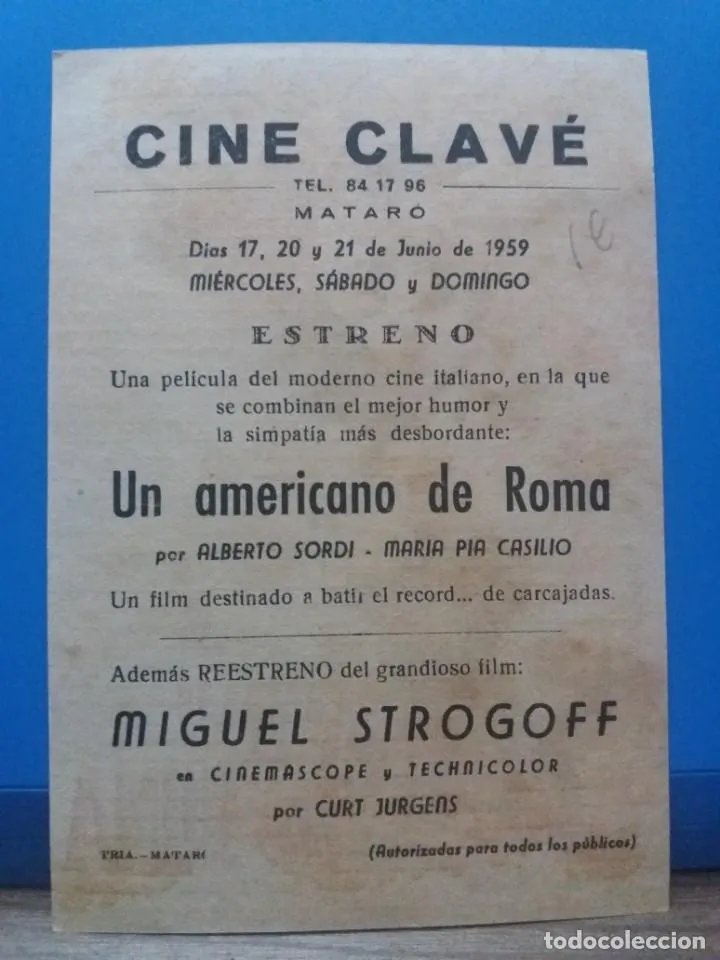 CINE CLAVÉ
TEL. 84 17 96
MATARÓ
Dias 17, 20 y 21 de Junio de 1959
MIÉRCOLES, SÁBADO y DOMINGO
ESTRENO
Una película del moderno cine italiano, en la que
se combinan el mejor humor y
la simpatía más desbordante:
Un americano de Roma
por ALBERTO SORDI - MARIA PIA CASILIO
Un film destinado a batir el record... de carcajadas.
Además REESTRENO del grandioso film:
MIGUEL STROGOFF
en CINEMASCOPE y TECHNICOLOR
por CURT JURGENS
(Autorizadas para todos los públicos)
TRIA.-MATARÓ
todocoleccion